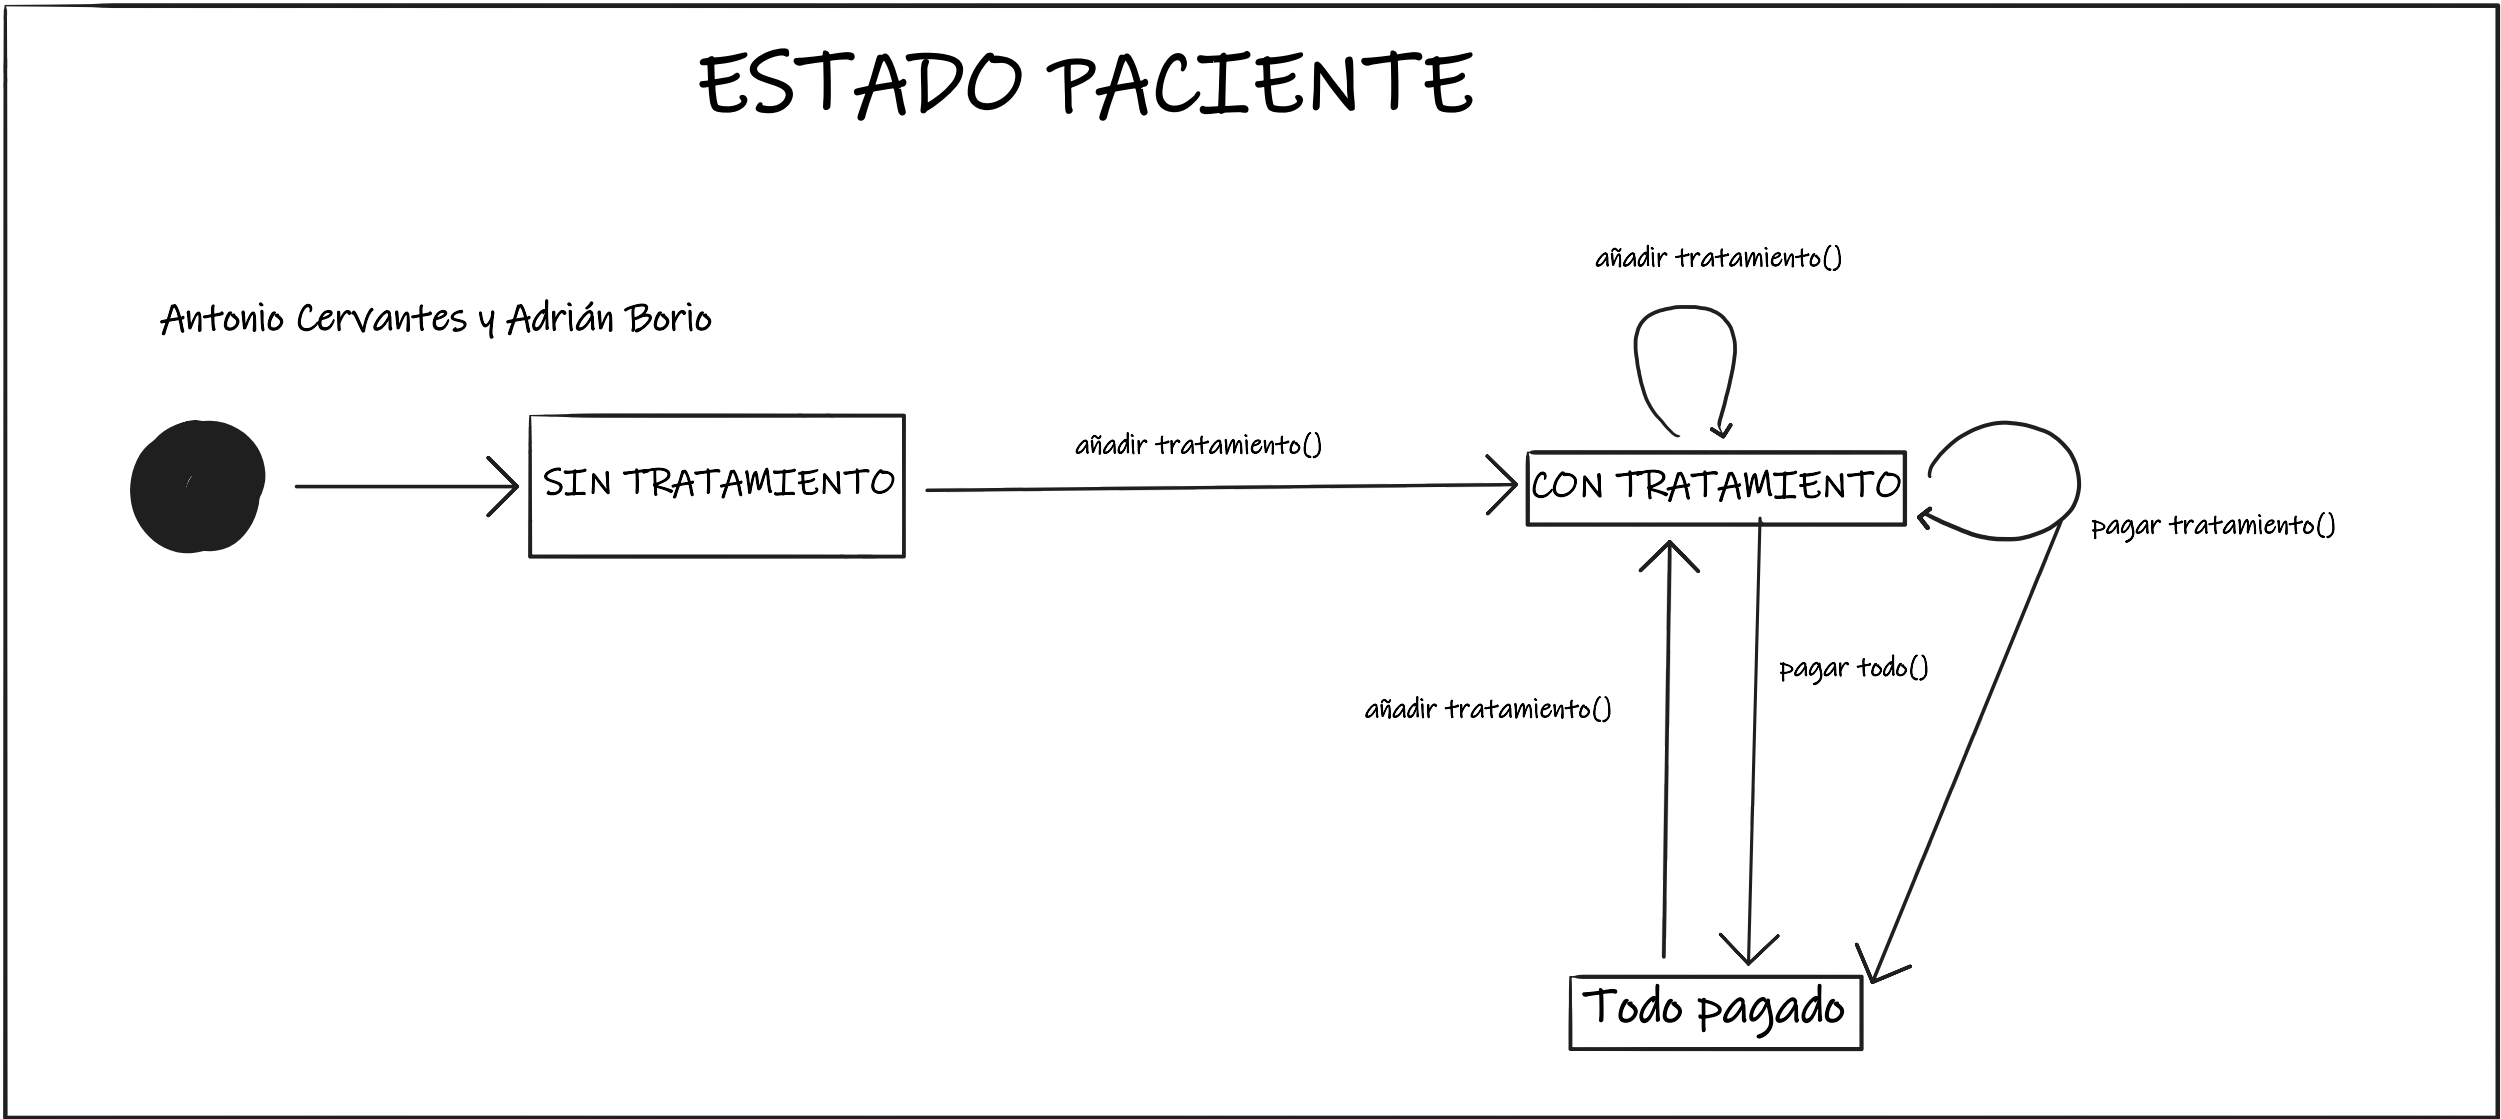 ESTADO PACIENTE
añadir tratamiento()
Antonio Cervantes y Adrián Borio
añadir tratamiento()
SIN TRATAMIENTO
CON TRATAMIENTO
pagar tratamiento()
pagar todo()
añadir tratamiento()
Todo pagado